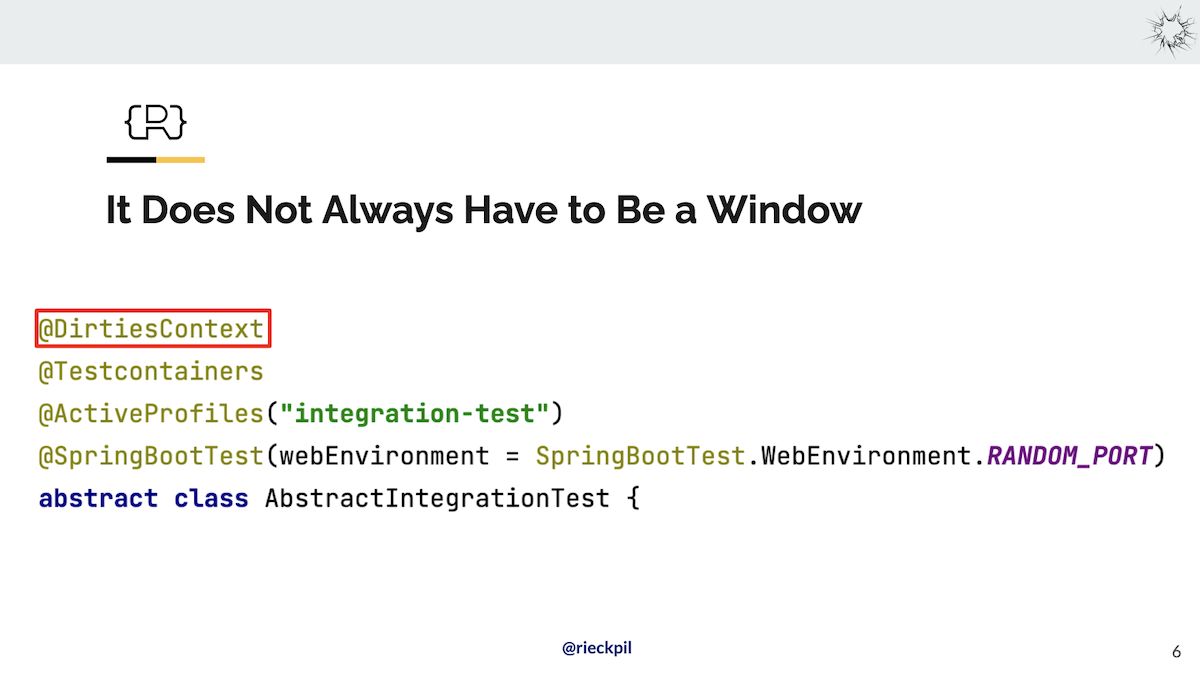 {R}
It Does Not Always Have to Be a Window
@DirtiesContext
@Testcontainers
@ActiveProfiles("integration-test")
@SpringBootTest(webEnvironment = SpringBootTest.WebEnvironment.RANDOM_PORT)
abstract class AbstractIntegrationTest {
@rieckpil
6